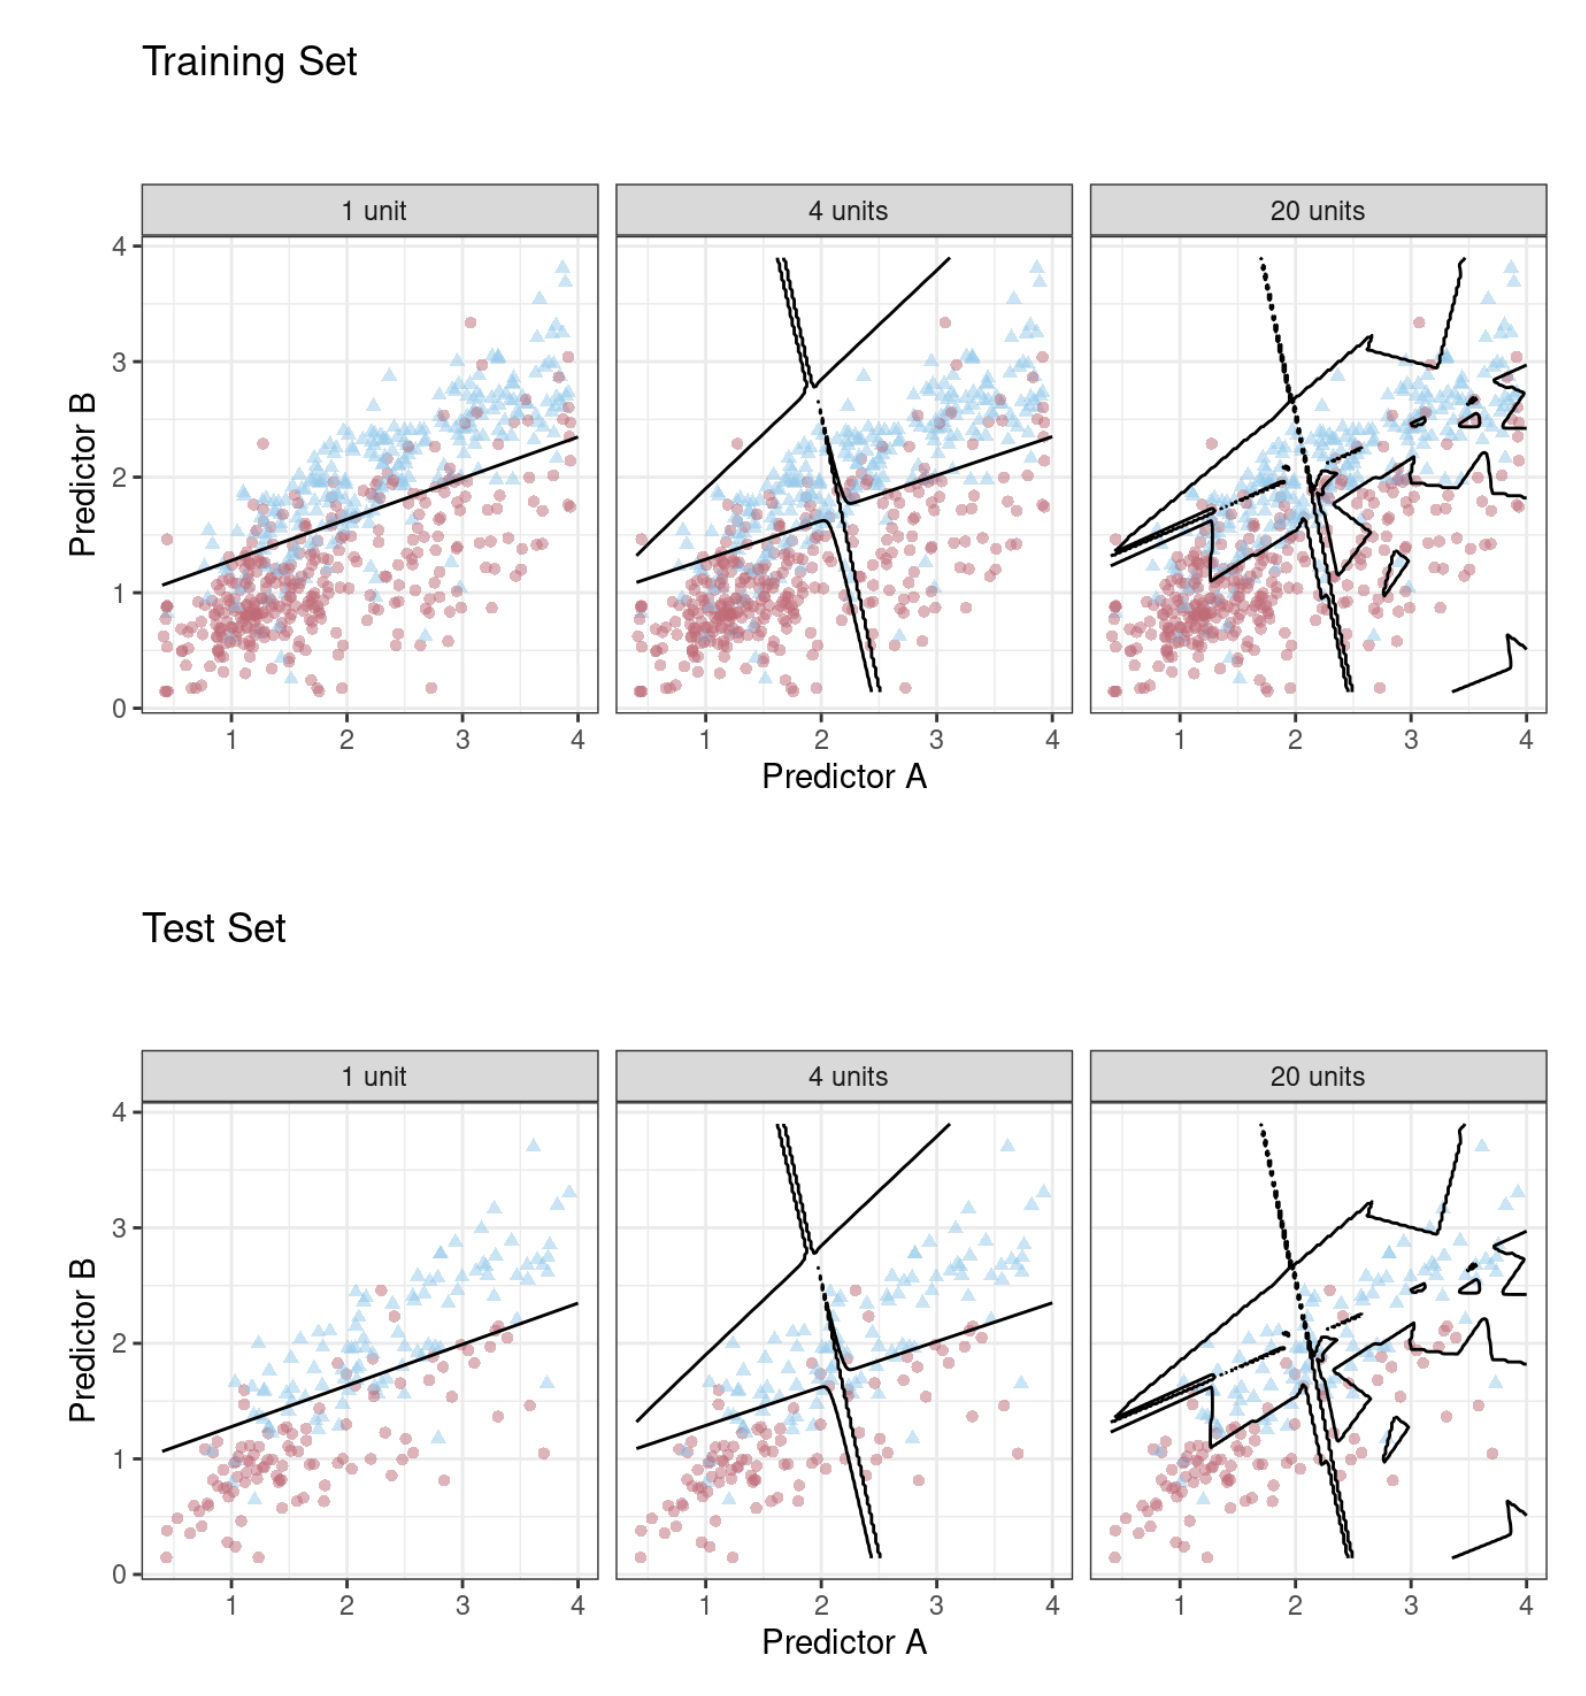 Training Set
1 unit
4 units
20 units
4
3
2
1
0
Predictor B
1 2 3 4
1 2 3 4
1 2 3 4
Predictor A
Test Set
1 unit
4 units
20 units
4
3
2
1
0
Predictor B
1 2 3 4
1 2 3 4
1 2 3 4
Predictor A